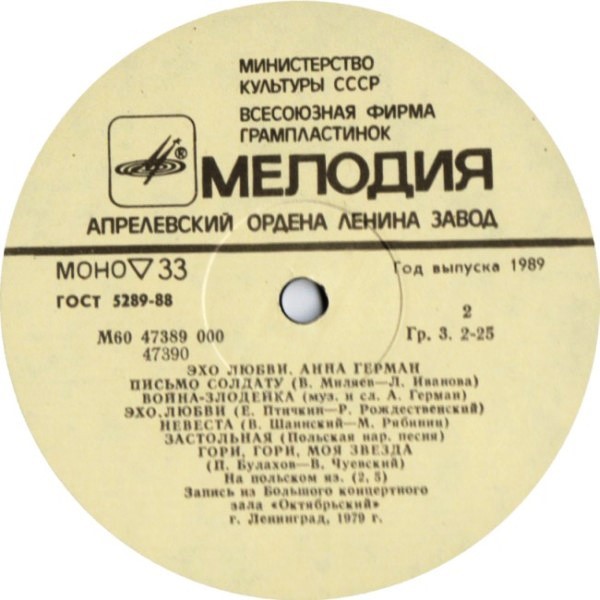 МИНИСТЕРСТВО
КУЛЬТУРЫ СССР
ВСЕСОЮЗНАЯ ФИРМА
ГРАМПЛАСТИНОК
®
МЕЛОДИЯ
АПРЕЛЕВСКИЙ ОРДЕНА ЛЕНИНА ЗАВОД
МОНО 33
Год выпуска 1989
ГОСТ 5289-88
2
М60 47389 000
Гр. 3. 2-25
47390
ЭХО ЛЮБВИ. АННА ГЕРМАН
ПИСЬМО СОЛДАТУ (В. Миляев—Л. Иванова)
ВОЙНА-ЗЛОДЕЙКА (муз. и сл. А. Герман)
ЭХО ЛЮБВИ (Е. Птичкин—Р. Рождественский)
НЕВЕСТА (В. Шаинский—М. Рябинин)
ЗАСТОЛЬНАЯ (Польская нар. песня)
ГОРИ, ГОРИ, МОЯ ЗВЕЗДА
(П. Булахов—В. Чуевский)
На польском яз. (2, 5)
Запись из Большого концертного
зала «Октябрьский»
г. Ленинград, 1979 г.